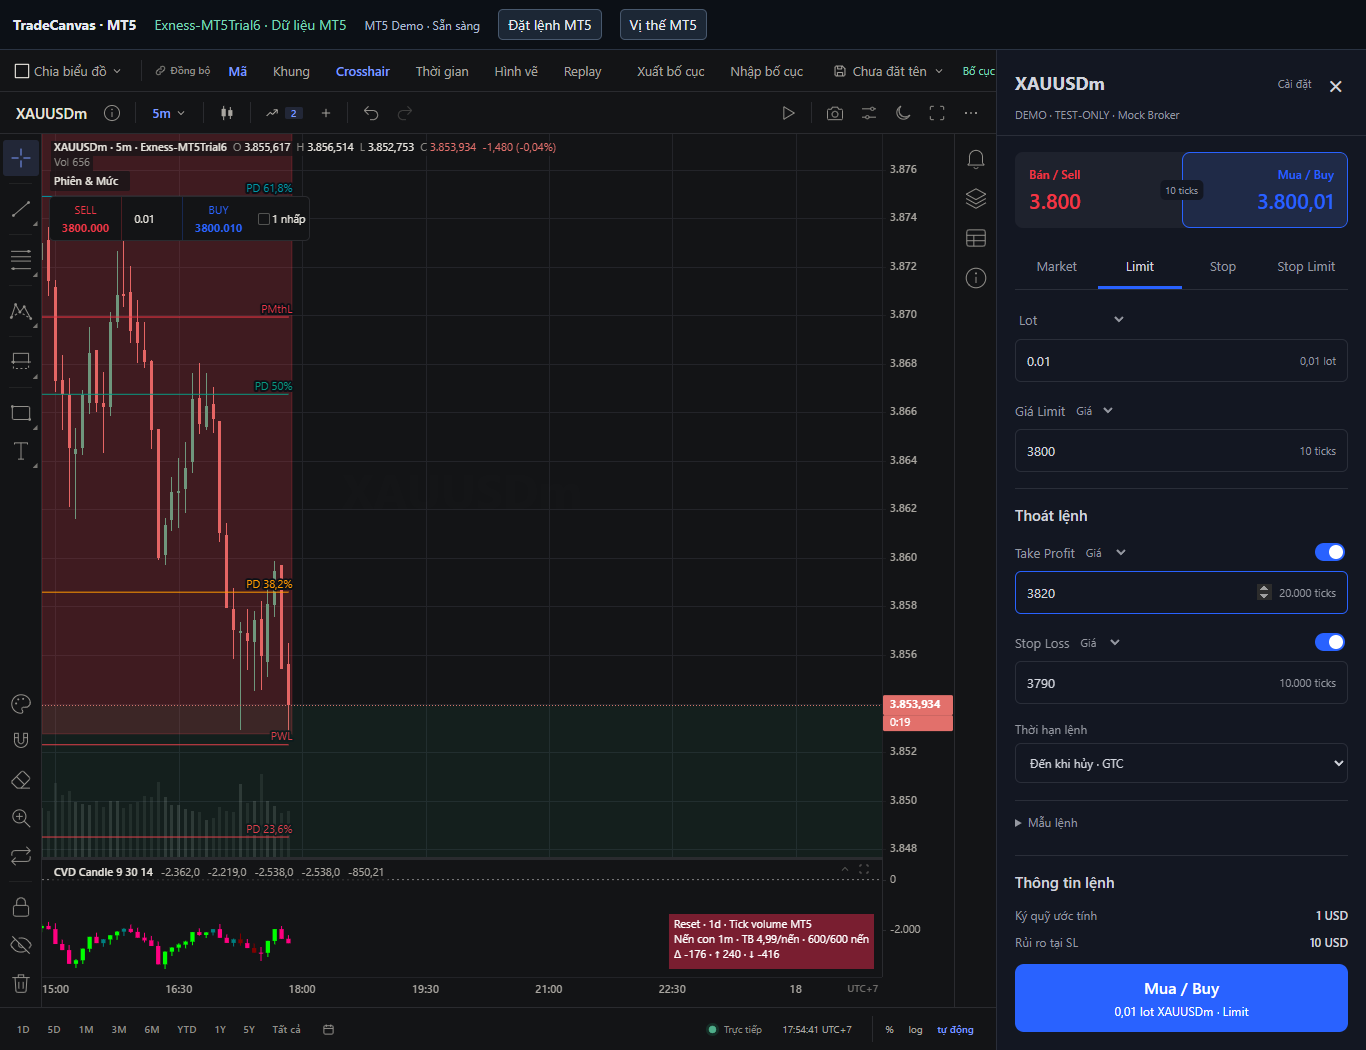 TradeCanvas · MT5 Exness-MT5Trial6 · Dữ liệu MT5 MT5 Demo · Sẵn sàng Đặt lệnh MT5 Vị thế MT5
Chia biểu đồ Đồng bộ Mã Khung Crosshair Thời gian Hình vẽ Replay Xuất bố cục Nhập bố cục Chưa đặt tên Bố cục
XAUUSDm 5m 2
XAUUSDm · 5m · Exness-MT5Trial6 O 3.855,617 H 3.856,514 L 3.852,753 C 3.853,934 -1,480 (-0,04%)
Vol 656
Phiên & Mức
PD 61,8%
SELL
3800.000
0.01
BUY
3800.010
1 nhấp
PMthL
PD 50%
PD 38,2%
PWL
PD 23,6%
3.876
3.874
3.872
3.870
3.868
3.866
3.864
3.862
3.860
3.858
3.856
3.853,934
0:19
3.852
3.850
3.848
CVD Candle 9 30 14 -2.362,0 -2.219,0 -2.538,0 -2.538,0 -850,21
0
-2.000
Reset · 1d · Tick volume MT5
Nến con 1m · TB 4,99/nến · 600/600 nến
Δ -176 · ↑ 240 · ↓ -416
15:00 16:30 18:00 19:30 21:00 22:30 18 UTC+7
1D 5D 1M 3M 6M YTD 1Y 5Y Tất cả Trực tiếp 17:54:41 UTC+7 % log tự động
XAUUSDm Cài đặt
DEMO · TEST-ONLY · Mock Broker
Bán / Sell
3.800
10 ticks
Mua / Buy
3.800,01
Market Limit Stop Stop Limit
Lot
0.01 0,01 lot
Giá Limit Giá
3800 10 ticks
Thoát lệnh
Take Profit Giá
3820 20.000 ticks
Stop Loss Giá
3790 10.000 ticks
Thời hạn lệnh
Đến khi hủy · GTC
Mẫu lệnh
Thông tin lệnh
Ký quỹ ước tính 1 USD
Rủi ro tại SL 10 USD
Mua / Buy
0,01 lot XAUUSDm · Limit